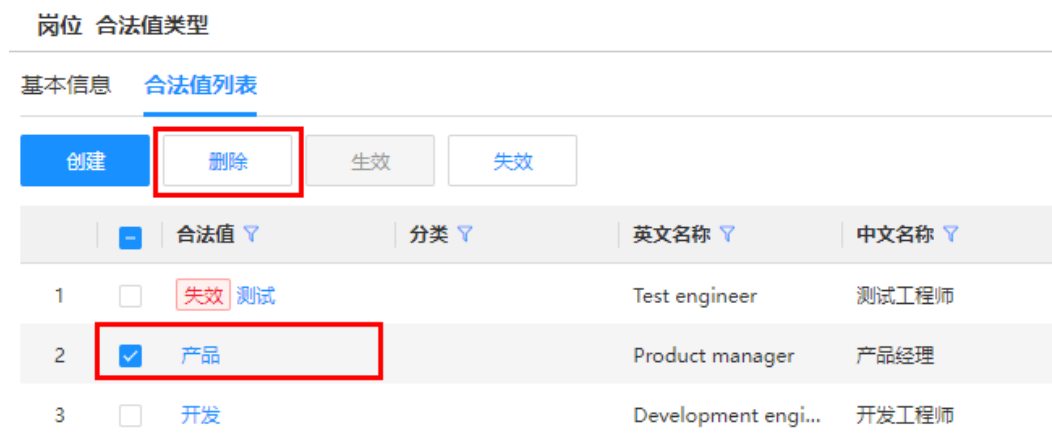 岗位 合法值类型
基本信息 合法值列表
创建 删除 生效 失效
合法值 分类 英文名称 中文名称
1 失效 测试 Test engineer 测试工程师
2 产品 Product manager 产品经理
3 开发 Development engi... 开发工程师